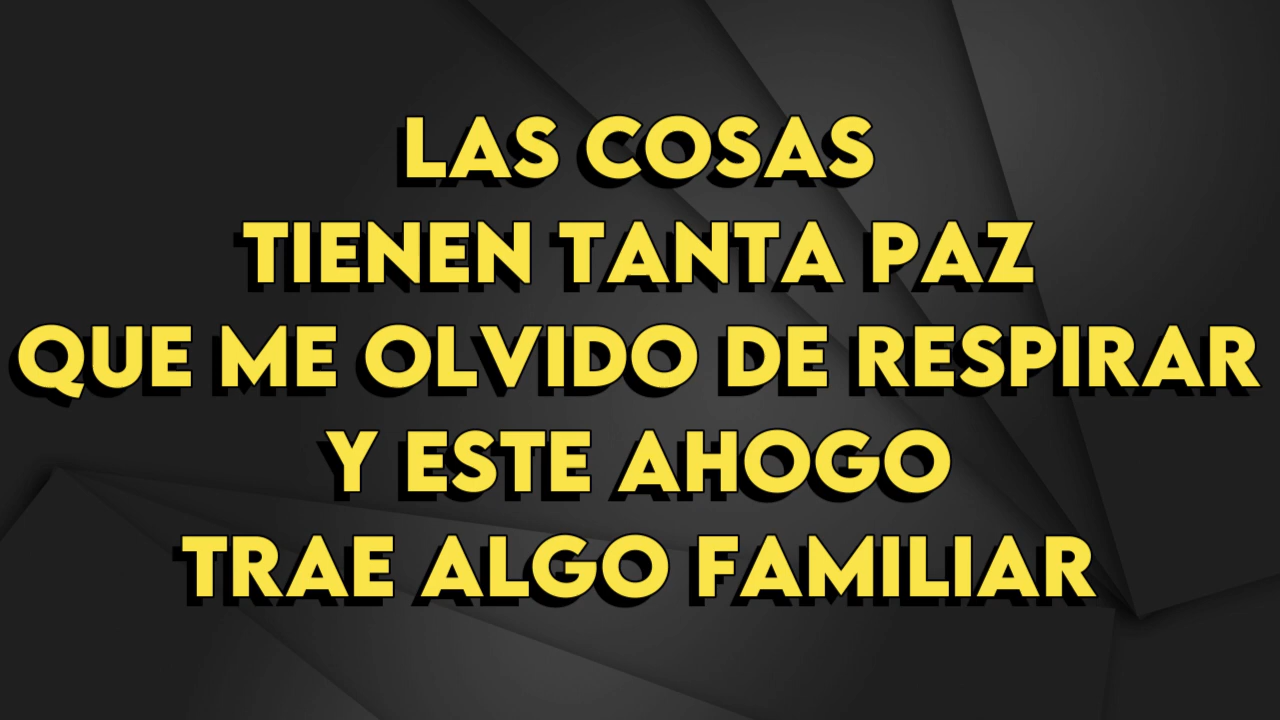 LAS COSAS
TIENEN TANTA PAZ
QUE ME OLVIDO DE RESPIRAR
Y ESTE AHOGO
TRAE ALGO FAMILIAR